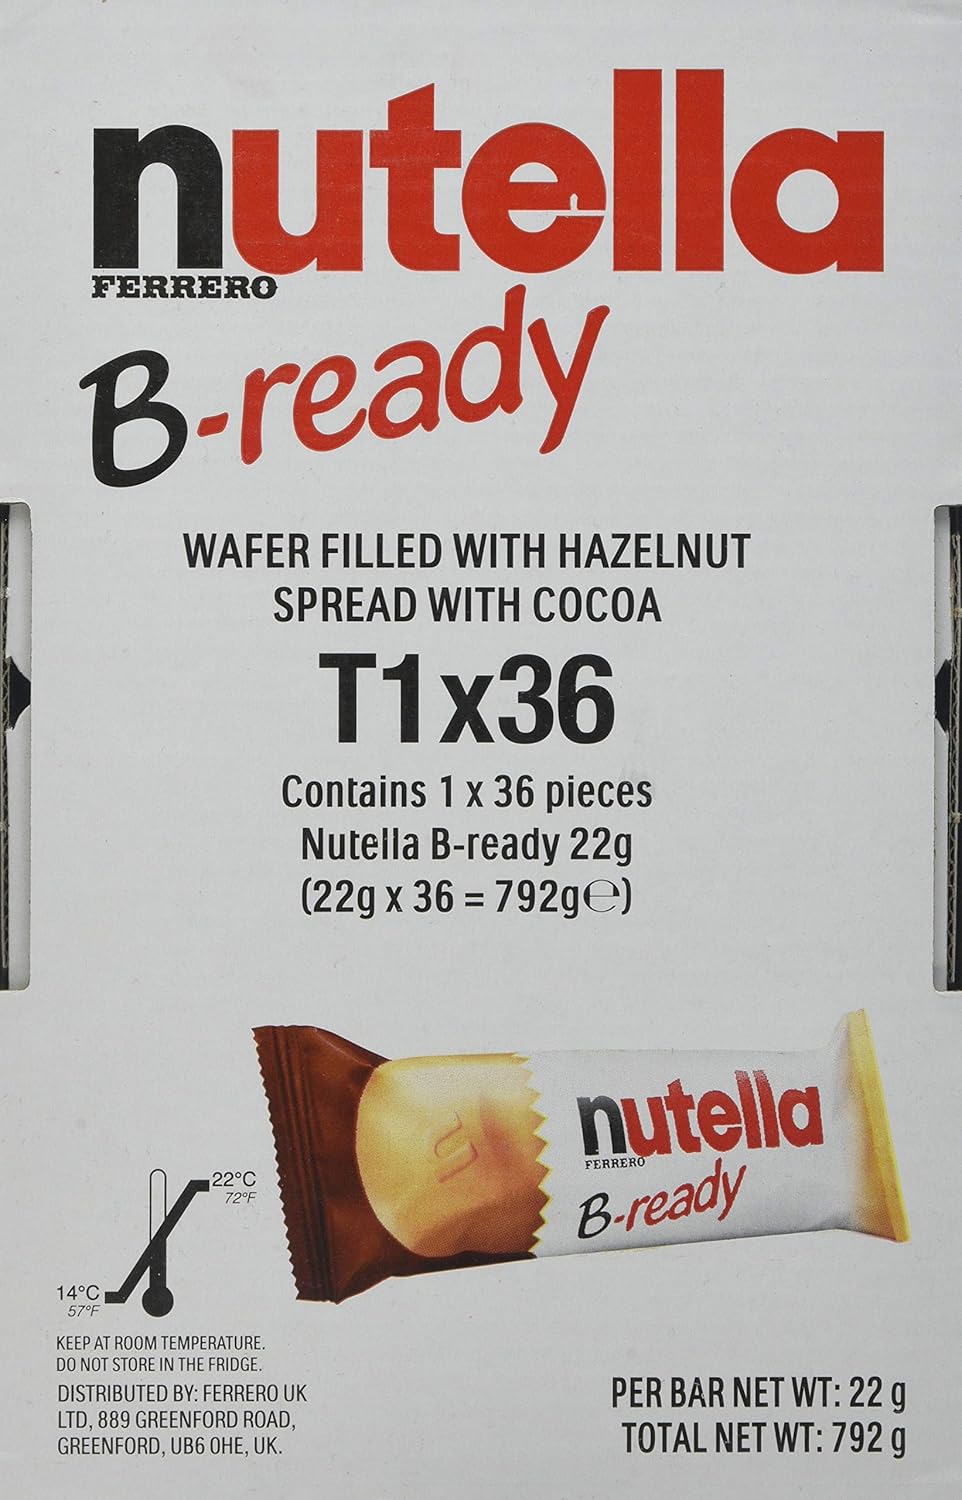 nutella
FERRERO
B-ready
WAFER FILLED WITH HAZELNUT
SPREAD WITH COCOA
T1x36
Contains 1 x 36 pieces
Nutella B-ready 22g
(22g x 36 = 792g℮)
n
nutella
FERRERO
B-ready
22°C
72°F
14°C
57°F
KEEP AT ROOM TEMPERATURE.
DO NOT STORE IN THE FRIDGE.
DISTRIBUTED BY: FERRERO UK
LTD, 889 GREENFORD ROAD,
GREENFORD, UB6 0HE, UK.
PER BAR NET WT: 22 g
TOTAL NET WT: 792 g